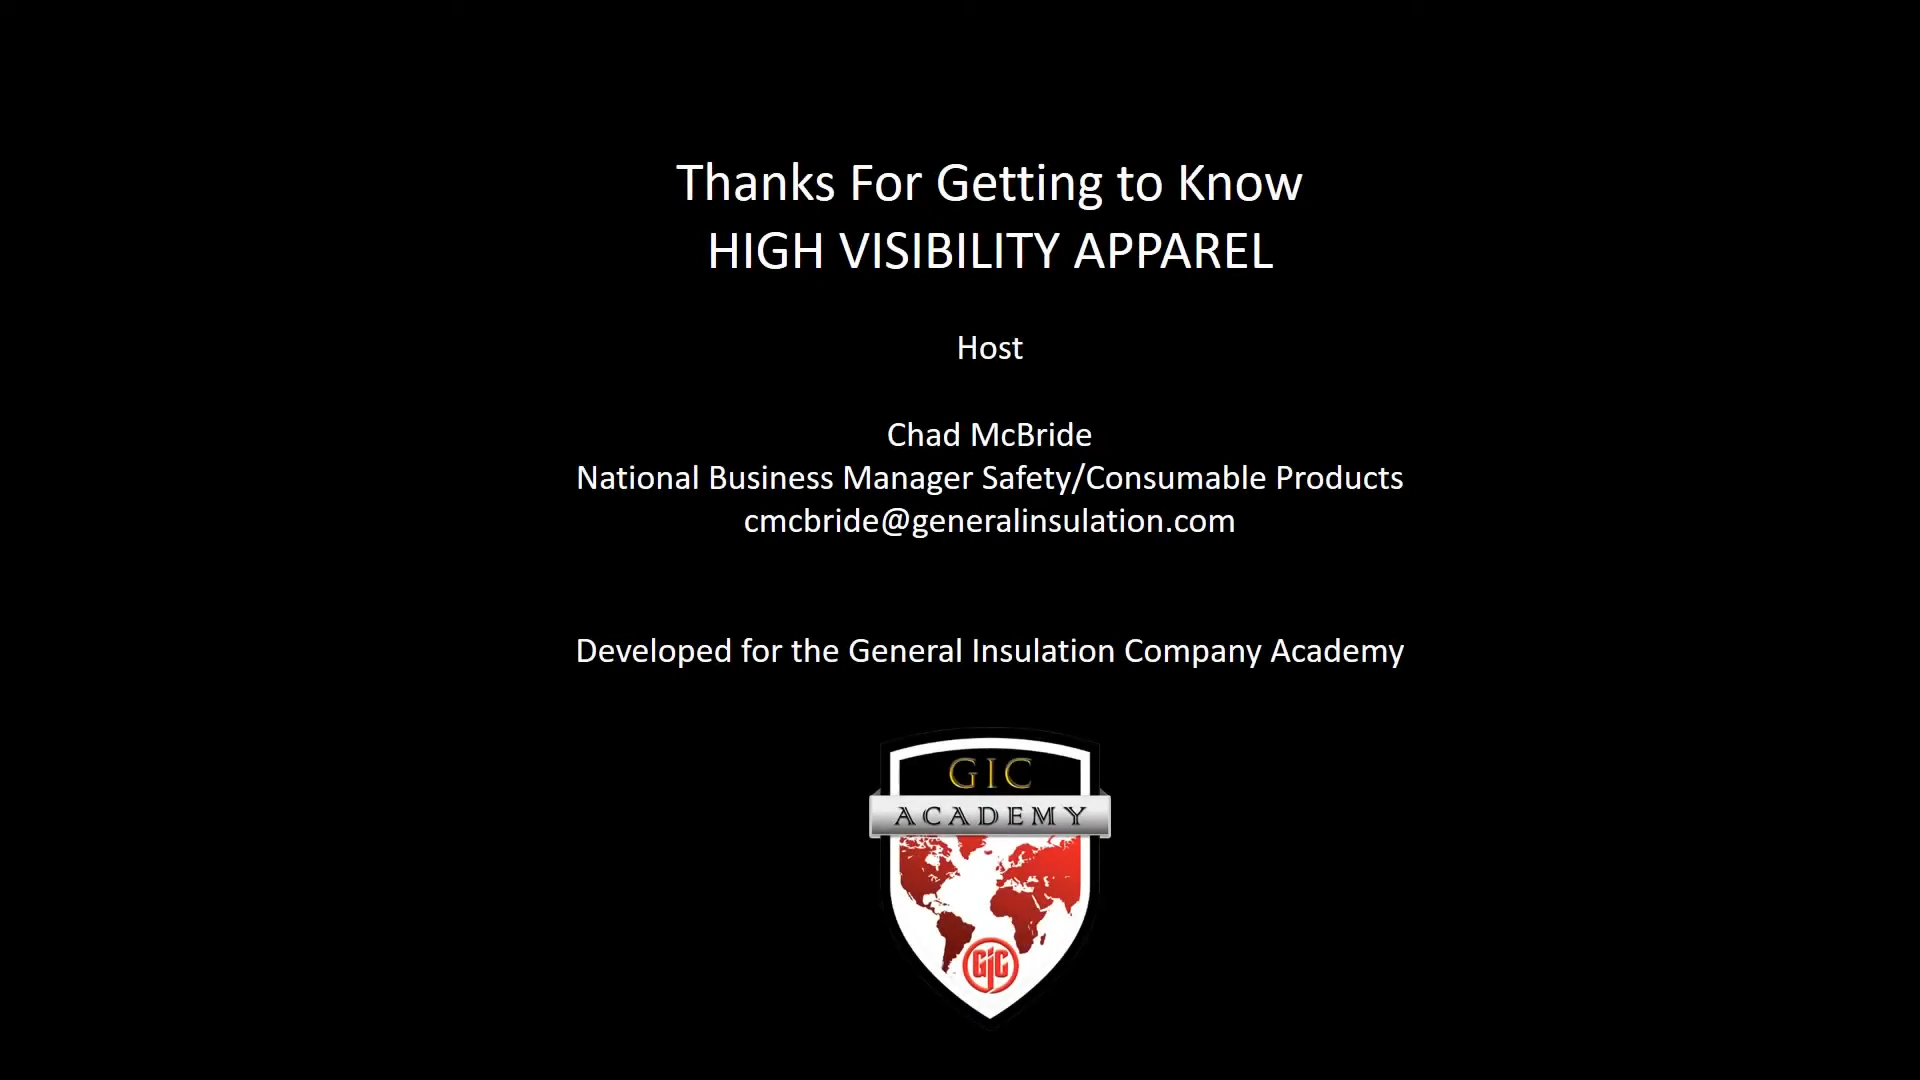 Thanks For Getting to Know
HIGH VISIBILITY APPAREL
Host
Chad McBride
National Business Manager Safety/Consumable Products
cmcbride@generalinsulation.com
Developed for the General Insulation Company Academy
GIC
ACADEMY
GIC